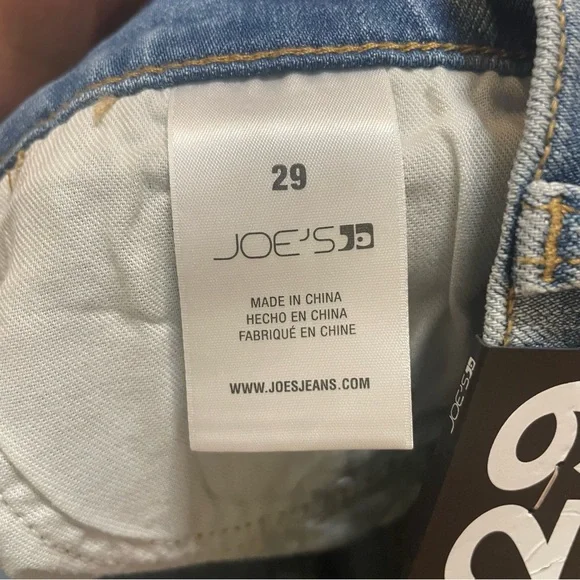 29
JOE'S
MADE IN CHINA
HECHO EN CHINA
FABRIQUÉ EN CHINE
WWW.JOESJEANS.COM
JOE'S